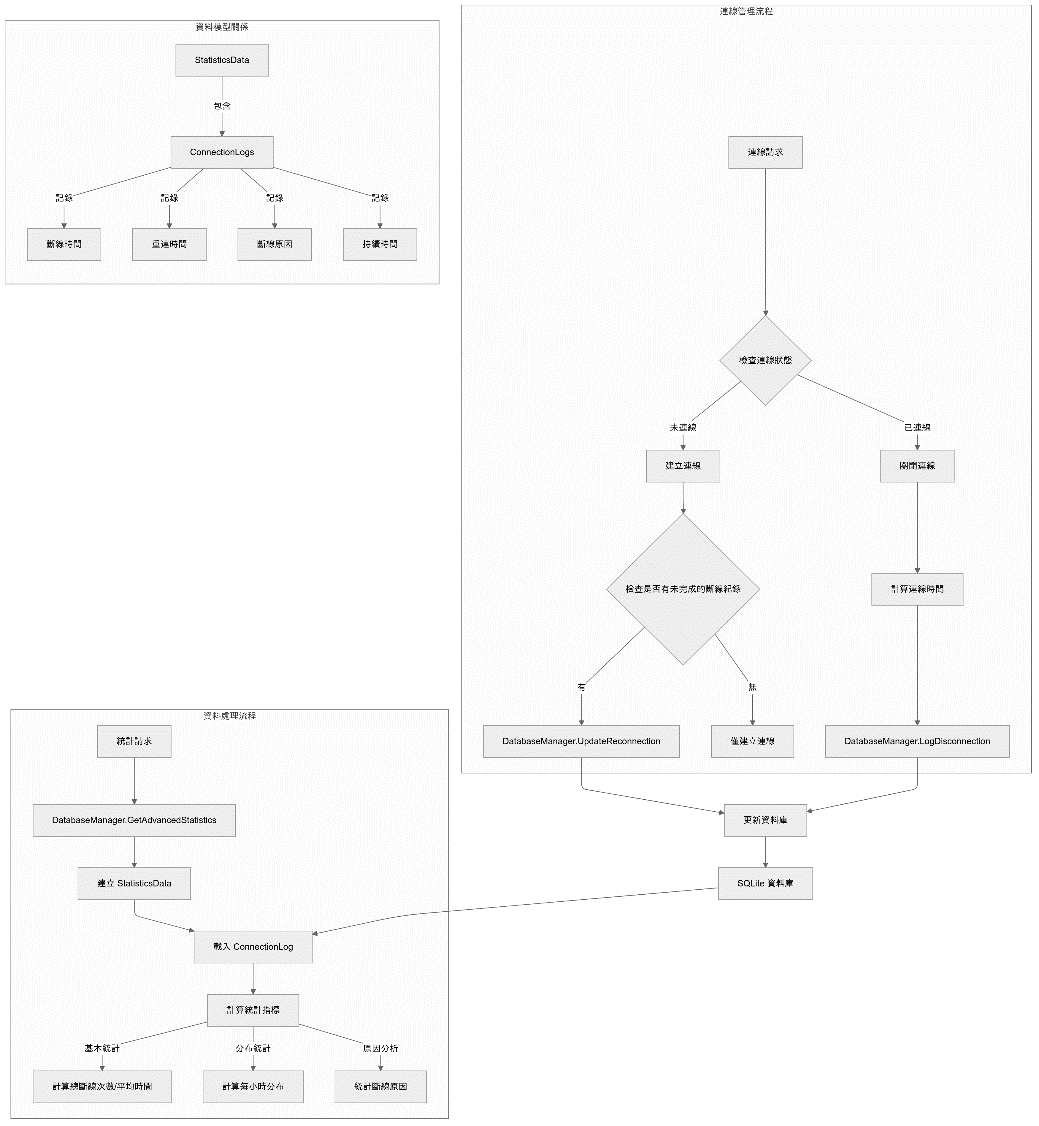 資料模型關係
StatisticsData
包含
ConnectionLogs
記錄
記錄
記錄
記錄
斷線時間
重連時間
斷線原因
持續時間
連線管理流程
連線請求
檢查連線狀態
未連線
已連線
建立連線
關閉連線
檢查是否有未完成的斷線紀錄
計算連線時間
有
無
DatabaseManager.UpdateReconnection
僅建立連線
DatabaseManager.LogDisconnection
更新資料庫
SQLite 資料庫
資料處理流程
統計請求
DatabaseManager.GetAdvancedStatistics
建立 StatisticsData
載入 ConnectionLog
計算統計指標
基本統計
分布統計
原因分析
計算總斷線次數/平均時間
計算每小時分布
統計斷線原因